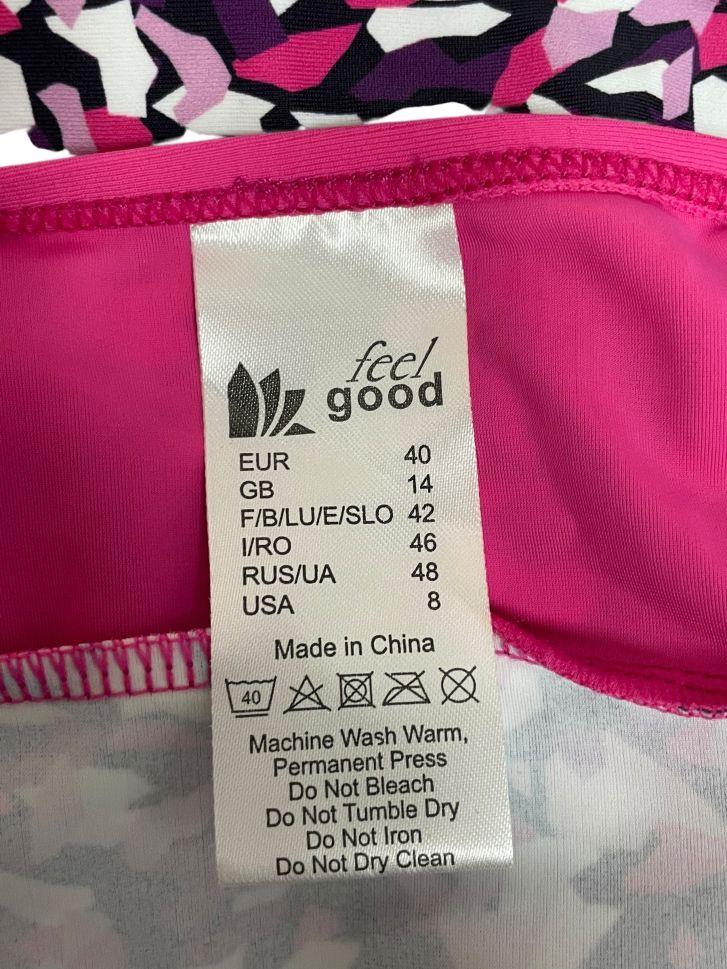 feel
good
EUR 40
GB 14
F/B/LU/E/SLO 42
I/RO 46
RUS/UA 48
USA 8
Made in China
40
Machine Wash Warm,
Permanent Press
Do Not Bleach
Do Not Tumble Dry
Do Not Iron
Do Not Dry Clean